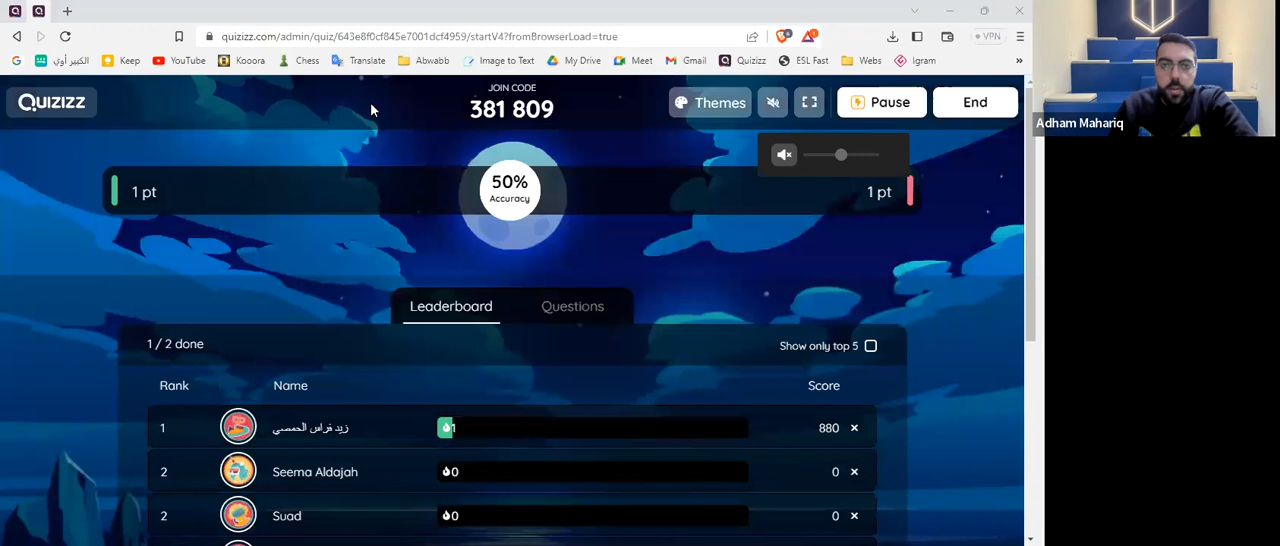 quizizz.com/admin/quiz/643e8f0cf845e7001dcf4959/startV4?fromBrowserLoad=true
VPN
G الكبير أوي Keep YouTube Kooora Chess Translate Abwabb Image to Text My Drive Meet Gmail Quizizz ESL Fast Webs Igram »
QUIZIZZ
JOIN CODE
381 809
Themes
Pause
End
Adham Mahariq
1 pt
50%
Accuracy
1 pt
Leaderboard Questions
1 / 2 done
Show only top 5
Rank Name Score
1 زيد فراس الحمصي 1 880 ×
2 Seema Aldajah 0 0 ×
2 Suad 0 0 ×